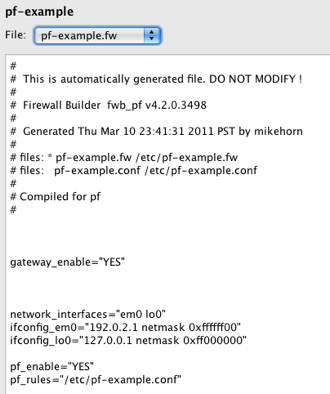 pf-example
File: pf-example.fw
#
# This is automatically generated file. DO NOT MODIFY !
#
# Firewall Builder fwb_pf v4.2.0.3498
#
# Generated Thu Mar 10 23:41:31 2011 PST by mikehorn
#
# files: * pf-example.fw /etc/pf-example.fw
# files: pf-example.conf /etc/pf-example.conf
#
# Compiled for pf
#
gateway_enable="YES"
network_interfaces="em0 lo0"
ifconfig_em0="192.0.2.1 netmask 0xffffff00"
ifconfig_lo0="127.0.0.1 netmask 0xff000000"
pf_enable="YES"
pf_rules="/etc/pf-example.conf"